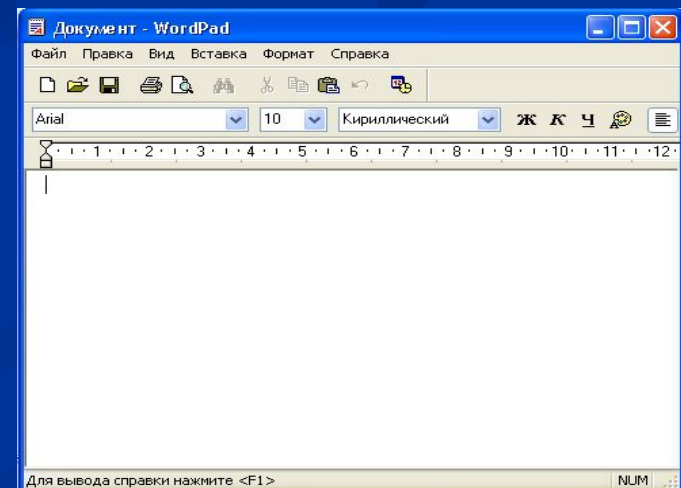 Документ - WordPad
Файл Правка Вид Вставка Формат Справка
Arial 10 Кириллический Ж К Ч
1 2 3 4 5 6 7 8 9 10 11 12
Для вывода справки нажмите <F1> NUM